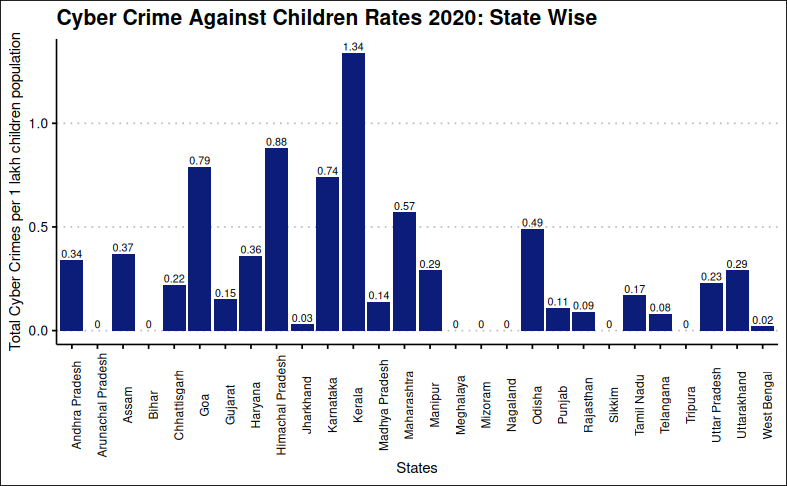 Cyber Crime Against Children Rates 2020: State Wise
Total Cyber Crimes per 1 lakh children population
1.0
0.5
0.0
0.34
0
0.37
0
0.22
0.79
0.15
0.36
0.88
0.03
0.74
1.34
0.14
0.57
0.29
0
0
0
0.49
0.11
0.09
0
0.17
0.08
0
0.23
0.29
0.02
Andhra Pradesh
Arunachal Pradesh
Assam
Bihar
Chhattisgarh
Goa
Gujarat
Haryana
Himachal Pradesh
Jharkhand
Karnataka
Kerala
Madhya Pradesh
Maharashtra
Manipur
Meghalaya
Mizoram
Nagaland
Odisha
Punjab
Rajasthan
Sikkim
Tamil Nadu
Telangana
Tripura
Uttar Pradesh
Uttarakhand
West Bengal
States